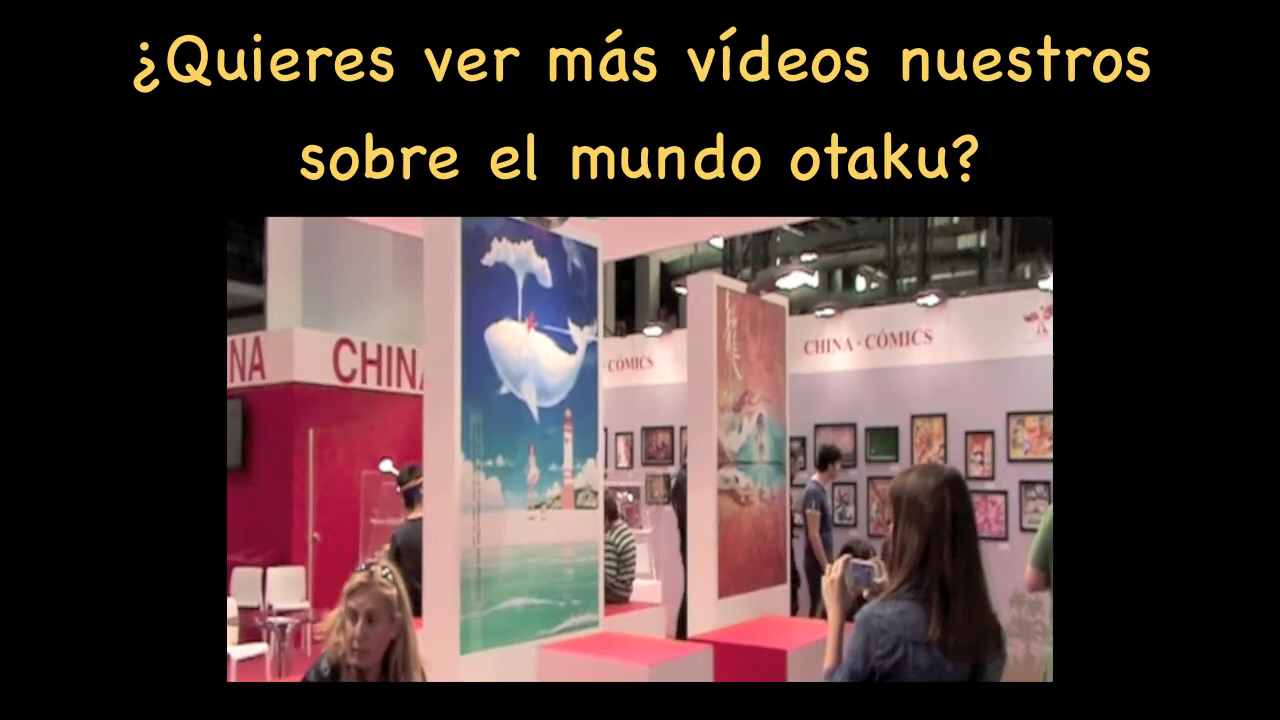 ¿Quieres ver más vídeos nuestros
sobre el mundo otaku?
NA
CHINA
· CÓMICS
CHINA · CÓMICS